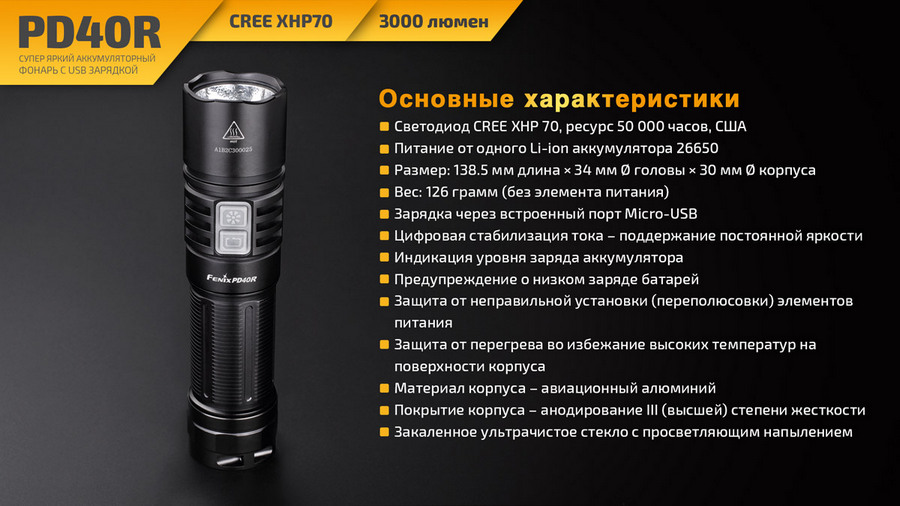 PD40R
СУПЕР ЯРКИЙ АККУМУЛЯТОРНЫЙ
ФОНАРЬ С USB ЗАРЯДКОЙ
CREE XHP70
3000 люмен
Основные характеристики
Светодиод CREE XHP 70, ресурс 50 000 часов, США
Питание от одного Li-ion аккумулятора 26650
Размер: 138.5 мм длина × 34 мм Ø головы × 30 мм Ø корпуса
Вес: 126 грамм (без элемента питания)
Зарядка через встроенный порт Micro-USB
Цифровая стабилизация тока – поддержание постоянной яркости
Индикация уровня заряда аккумулятора
Предупреждение о низком заряде батарей
Защита от неправильной установки (переполюсовки) элементов
питания
Защита от перегрева во избежание высоких температур на
поверхности корпуса
Материал корпуса – авиационный алюминий
Покрытие корпуса – анодирование III (высшей) степени жесткости
Закаленное ультрачистое стекло с просветляющим напылением
HOT
A1B2C300025
FENIX PD40R